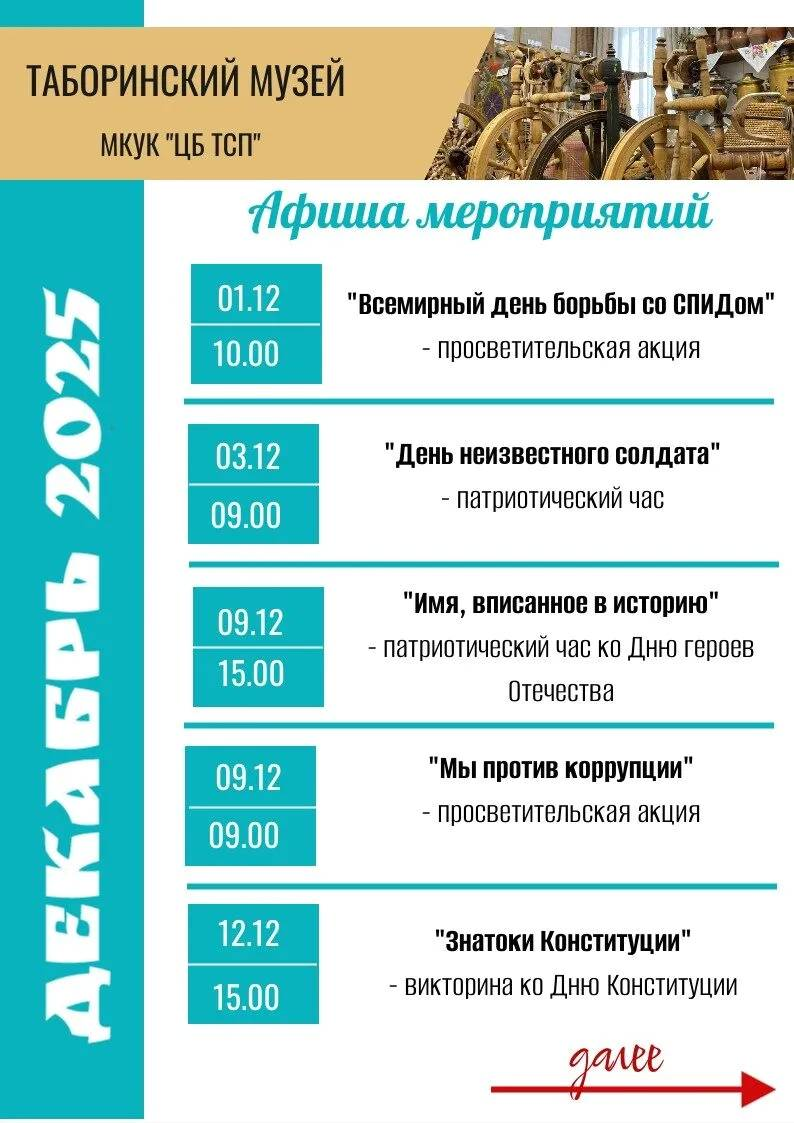 ТАБОРИНСКИЙ МУЗЕЙ
МКУК "ЦБ ТСП"
Афиша мероприятий
ДЕКАБРЬ 2025
01.12
10.00
"Всемирный день борьбы со СПИДом"
- просветительская акция
03.12
09.00
"День неизвестного солдата"
- патриотический час
09.12
15.00
"Имя, вписанное в историю"
- патриотический час ко Дню героев
Отечества
09.12
09.00
"Мы против коррупции"
- просветительская акция
12.12
15.00
"Знатоки Конституции"
- викторина ко Дню Конституции
далее